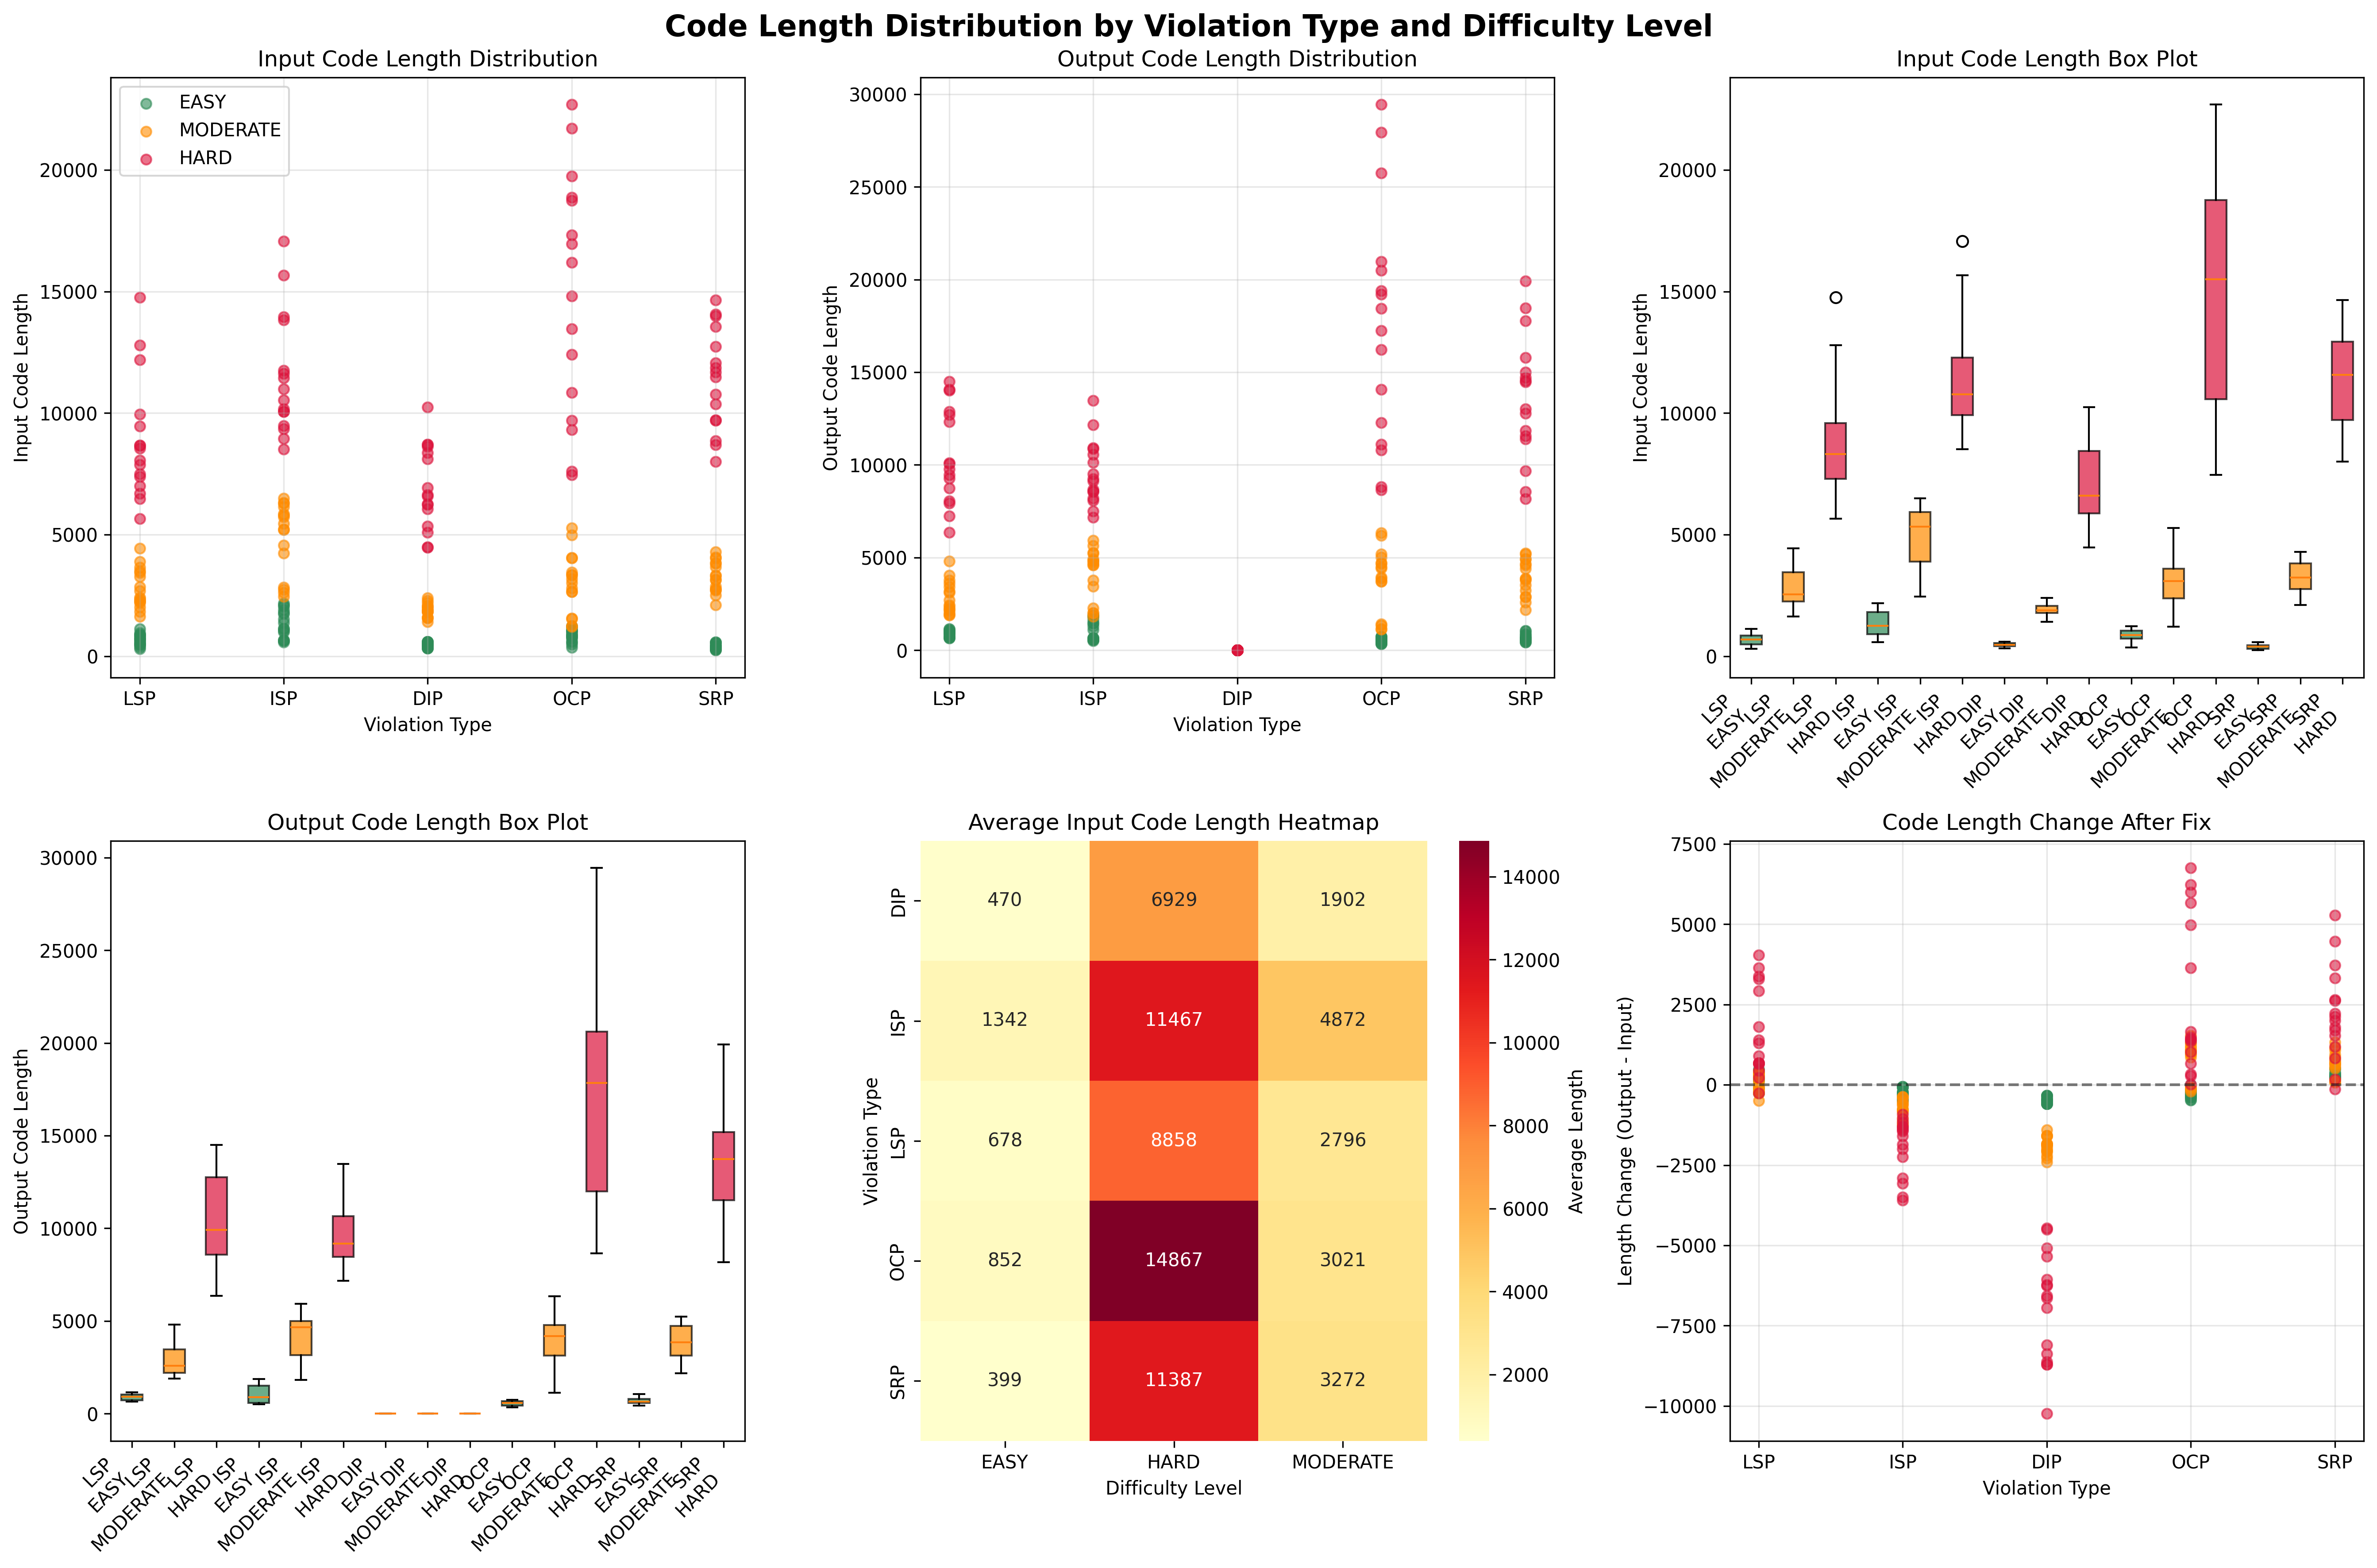 Code Length Distribution by Violation Type and Difficulty Level
Input Code Length Distribution
EASY
MODERATE
HARD
20000
15000
10000
5000
0
Input Code Length
LSP
ISP
DIP
OCP
SRP
Violation Type
Output Code Length Distribution
30000
25000
20000
15000
10000
5000
0
Output Code Length
LSP
ISP
DIP
OCP
SRP
Violation Type
Input Code Length Box Plot
20000
15000
10000
5000
0
Input Code Length
LSP
EASY
LSP
MODERATE
LSP
HARD
ISP
EASY
ISP
MODERATE
ISP
HARD
DIP
EASY
DIP
MODERATE
DIP
HARD
OCP
EASY
OCP
MODERATE
OCP
HARD
SRP
EASY
SRP
MODERATE
SRP
HARD
Output Code Length Box Plot
30000
25000
20000
15000
10000
5000
0
Output Code Length
LSP
EASY
LSP
MODERATE
LSP
HARD
ISP
EASY
ISP
MODERATE
ISP
HARD
DIP
EASY
DIP
MODERATE
DIP
HARD
OCP
EASY
OCP
MODERATE
OCP
HARD
SRP
EASY
SRP
MODERATE
SRP
HARD
Average Input Code Length Heatmap
DIP
470 6929 1902
ISP
1342 11467 4872
LSP
678 8858 2796
OCP
852 14867 3021
SRP
399 11387 3272
Violation Type
EASY
HARD
MODERATE
Difficulty Level
14000
12000
10000
8000
6000
4000
2000
Average Length
Code Length Change After Fix
7500
5000
2500
0
−2500
−5000
−7500
−10000
Length Change (Output - Input)
LSP
ISP
DIP
OCP
SRP
Violation Type